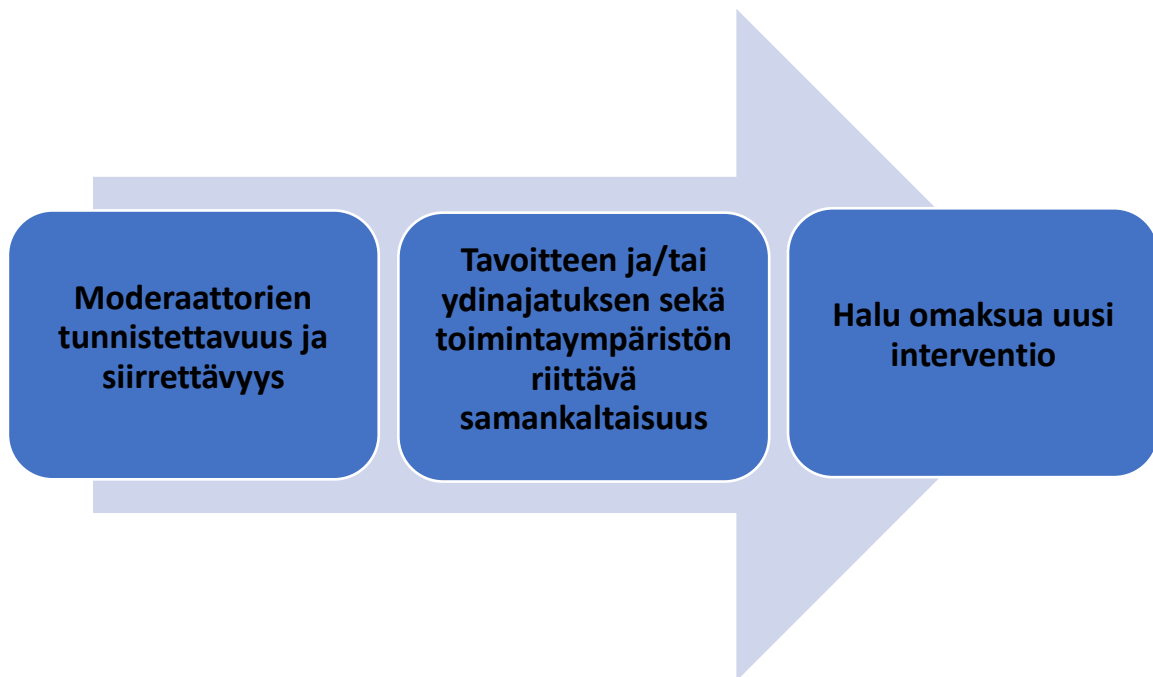 Moderaattorien
tunnistettavuus ja
siirrettävyys
Tavoitteen ja/tai
ydinajatuksen sekä
toimintaympäristön
riittävä
samankaltaisuus
Halu omaksua uusi
interventio